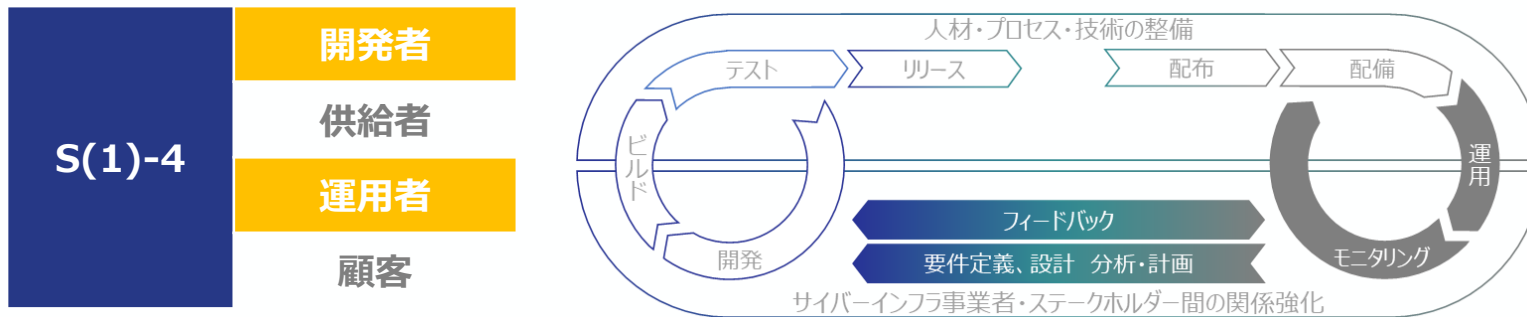 S(1)-4
開発者
供給者
運用者
顧客
人材・プロセス・技術の整備
テスト
リリース
配布
配備
ビルド
運用
フィードバック
開発
要件定義、設計 分析・計画
モニタリング
サイバーインフラ事業者・ステークホルダー間の関係強化